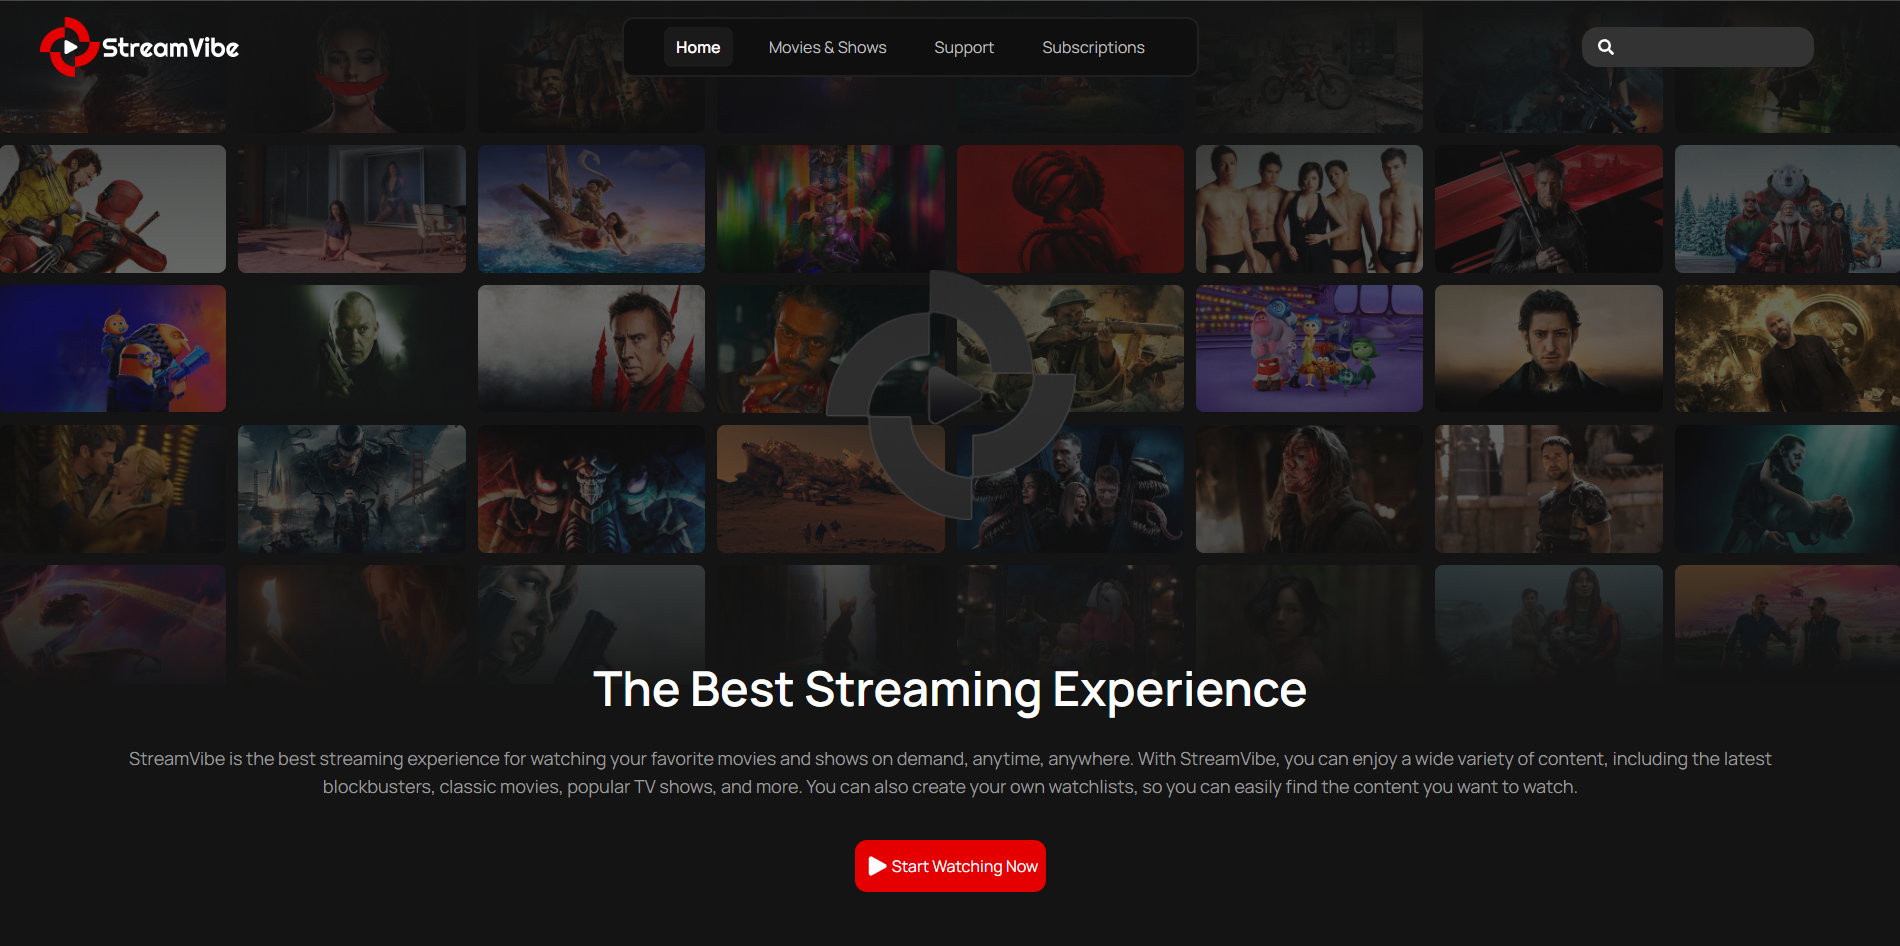 StreamVibe
Home
Movies & Shows
Support
Subscriptions
The Best Streaming Experience
StreamVibe is the best streaming experience for watching your favorite movies and shows on demand, anytime, anywhere. With StreamVibe, you can enjoy a wide variety of content, including the latest
blockbusters, classic movies, popular TV shows, and more. You can also create your own watchlists, so you can easily find the content you want to watch.
Start Watching Now